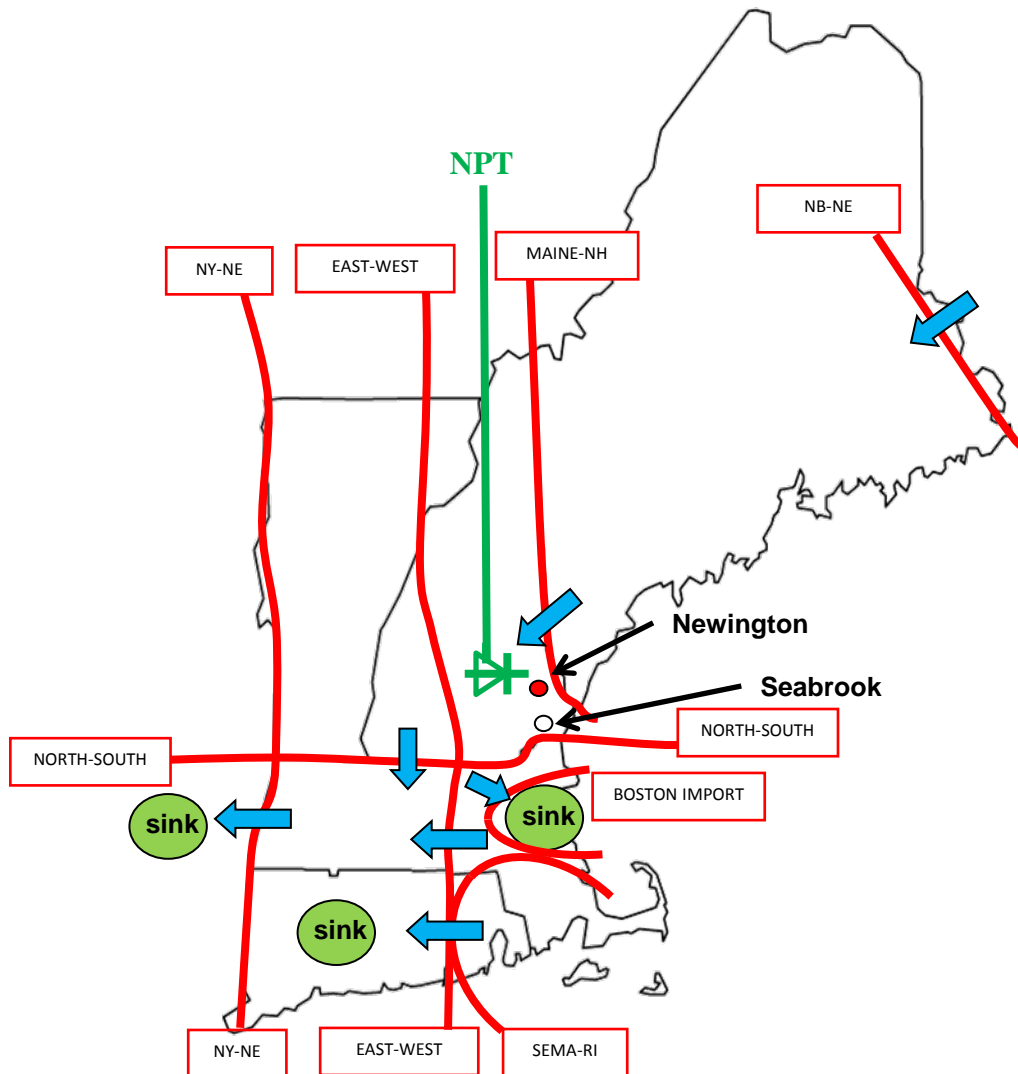 NPT
NB-NE
MAINE-NH
EAST-WEST
NY-NE
Newington
Seabrook
NORTH-SOUTH
NORTH-SOUTH
BOSTON IMPORT
sink
sink
sink
NY-NE
EAST-WEST
SEMA-RI